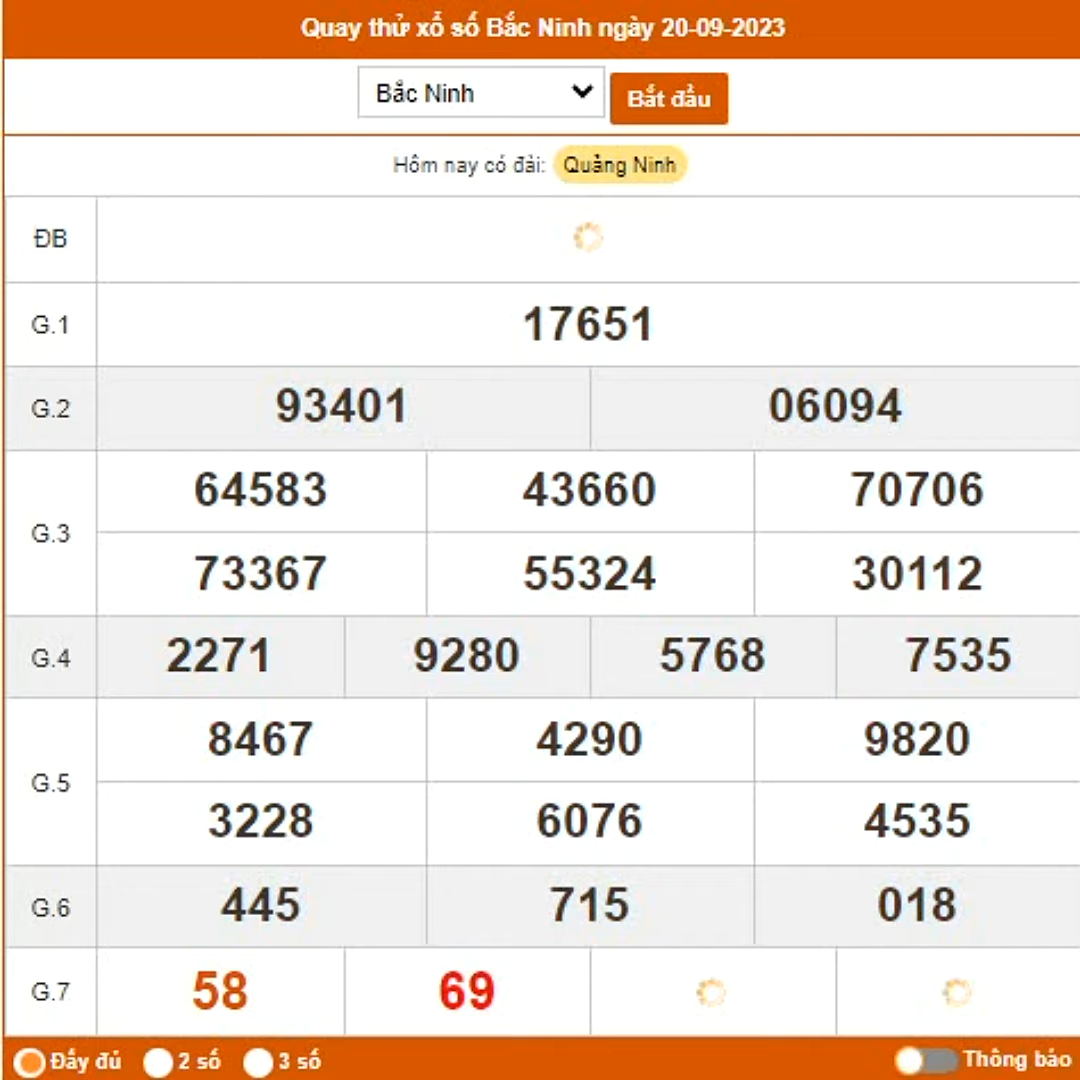 Quay thử xổ số Bắc Ninh ngày 20-09-2023
Bắc Ninh Bắt đầu
Hôm nay có đài: Quảng Ninh
ĐB
G.1 17651
G.2 93401 06094
G.3 64583 43660 70706
73367 55324 30112
G.4 2271 9280 5768 7535
G.5 8467 4290 9820
3228 6076 4535
G.6 445 715 018
G.7 58 69
Đầy đủ 2 số 3 số Thông báo